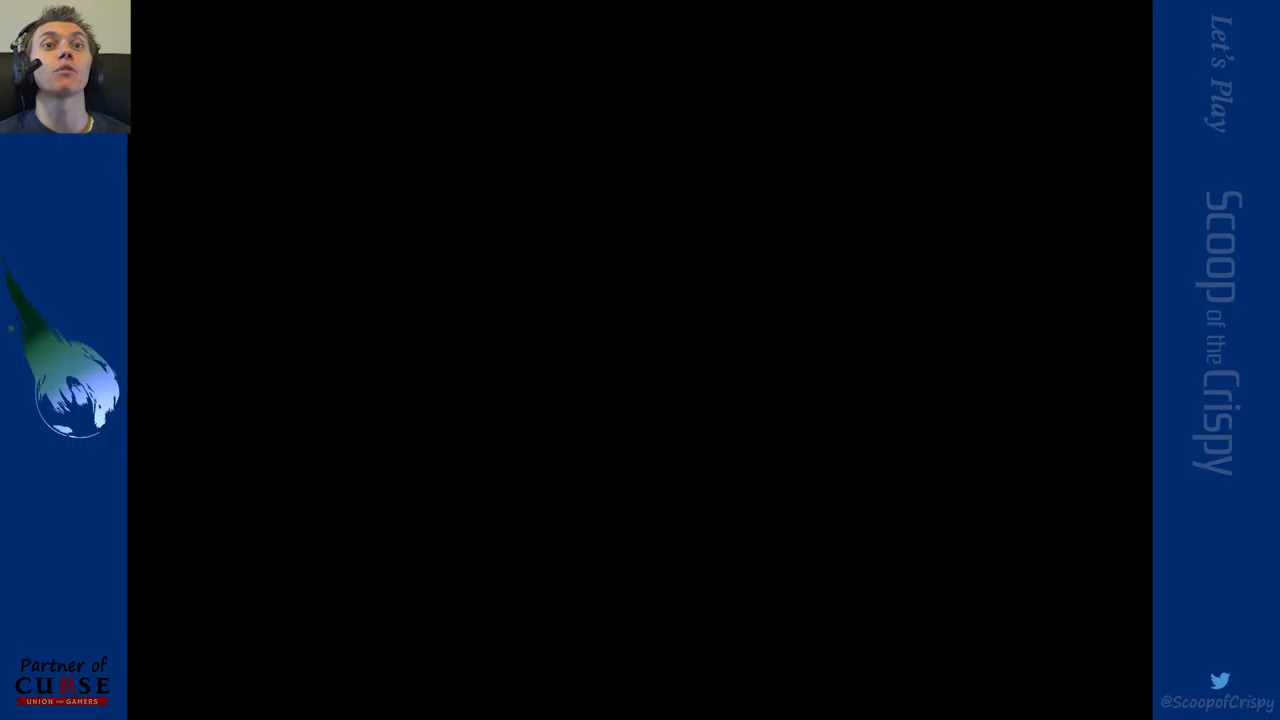 Let's Play
Scoop of the Crispy
Partner of
CURSE
UNION FOR GAMERS
@ScoopofCrispy